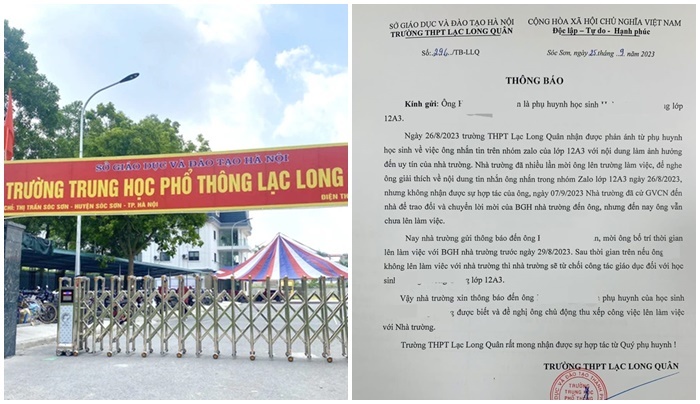 SỞ GIÁO DỤC VÀ ĐÀO TẠO HÀ NỘI
TRƯỜNG TRUNG HỌC PHỔ THÔNG LẠC LONG
CHỈ: THỊ TRẤN SÓC SƠN - HUYỆN SÓC SƠN - TP. HÀ NỘI
ĐIỆN TH
SỞ GIÁO DỤC VÀ ĐÀO TẠO HÀ NỘI
TRƯỜNG THPT LẠC LONG QUÂN
Số: 296/TB-LLQ
CỘNG HÒA XÃ HỘI CHỦ NGHĨA VIỆT NAM
Độc lập – Tự do - Hạnh phúc
Sóc Sơn, ngày 25 tháng 9 năm 2023
THÔNG BÁO
Kính gửi: Ông là phụ huynh học sinh lớp
12A3.
Ngày 26/8/2023 trường THPT Lạc Long Quân nhận được phản ánh từ phụ huynh
học sinh về việc ông nhắn tin trên nhóm zalo của lớp 12A3 với nội dung làm ảnh hưởng
đến uy tín của nhà trường. Nhà trường đã nhiều lần mời ông lên trường làm việc, để nghe
ông giải thích về nội dung tin nhắn ông nhắn trong nhóm Zalo lớp 12A3 ngày 26/8/2023,
nhưng không nhận được sự hợp tác của ông, ngày 07/9/2023 Nhà trường đã cử GVCN đến
nhà để trao đổi và chuyển lời mời của BGH nhà trường đến ông, nhưng đến nay ông vẫn
chưa lên làm việc.
Nay nhà trường gửi thông báo đến ông , mời ông bố trí thời gian
lên làm việc với BGH nhà trường trước ngày 29/8/2023. Sau thời gian trên nếu ông
không lên làm việc với nhà trường thì nhà trường sẽ từ chối công tác giáo dục đối với học
sinh lớp 12A3.
Vậy nhà trường xin thông báo đến ông phụ huynh của học sinh
được biết và đề nghị ông chủ động thu xếp công việc lên làm việc
với Nhà trường.
Trường THPT Lạc Long Quân rất mong nhận được sự hợp tác từ Quý phụ huynh !
TRƯỜNG THPT LẠC LONG QUÂN
TRƯỜNG
TRUNG HỌC
PHỔ THÔNG